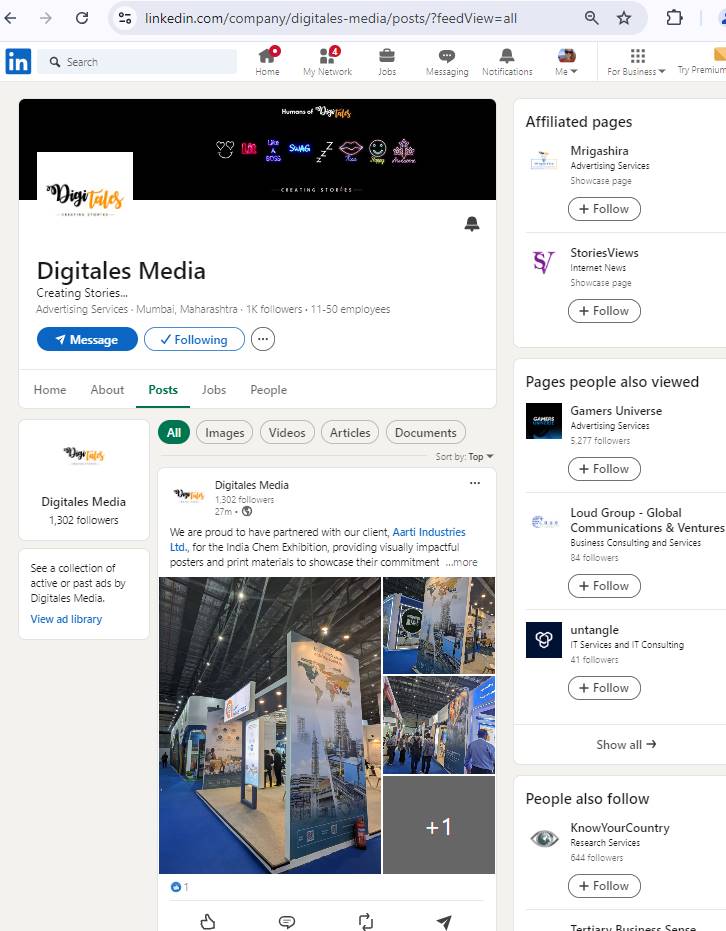 linkedin.com/company/digitales-media/posts/?feedView=all
in
Search
Home
4
My Network
Jobs
Messaging
Notifications
Me
For Business
Try Premium
Humans of DigiTales
LIKE A BOSS
SWAG
Kiss
Happy
Awesome
CREATING STORIES
DigiTales
CREATING STORIES
Digitales Media
Creating Stories...
Advertising Services · Mumbai, Maharashtra · 1K followers · 11-50 employees
Message
Following
Home
About
Posts
Jobs
People
DigiTales
Digitales Media
1,302 followers
See a collection of
active or past ads by
Digitales Media.
View ad library
All
Images
Videos
Articles
Documents
Sort by: Top
DigiTales
Digitales Media
1,302 followers
27m •
We are proud to have partnered with our client, Aarti Industries
Ltd., for the India Chem Exhibition, providing visually impactful
posters and print materials to showcase their commitment ...more
+1
1
Affiliated pages
Mrigashira
Advertising Services
Showcase page
+ Follow
SV
StoriesViews
Internet News
Showcase page
+ Follow
Pages people also viewed
GAMERS
UNIVERSE
Gamers Universe
Advertising Services
5,277 followers
+ Follow
Loud Group - Global
Communications & Ventures
Business Consulting and Services
84 followers
+ Follow
untangle
IT Services and IT Consulting
41 followers
+ Follow
Show all →
People also follow
KnowYourCountry
Research Services
644 followers
+ Follow
Tertiary Business Sense